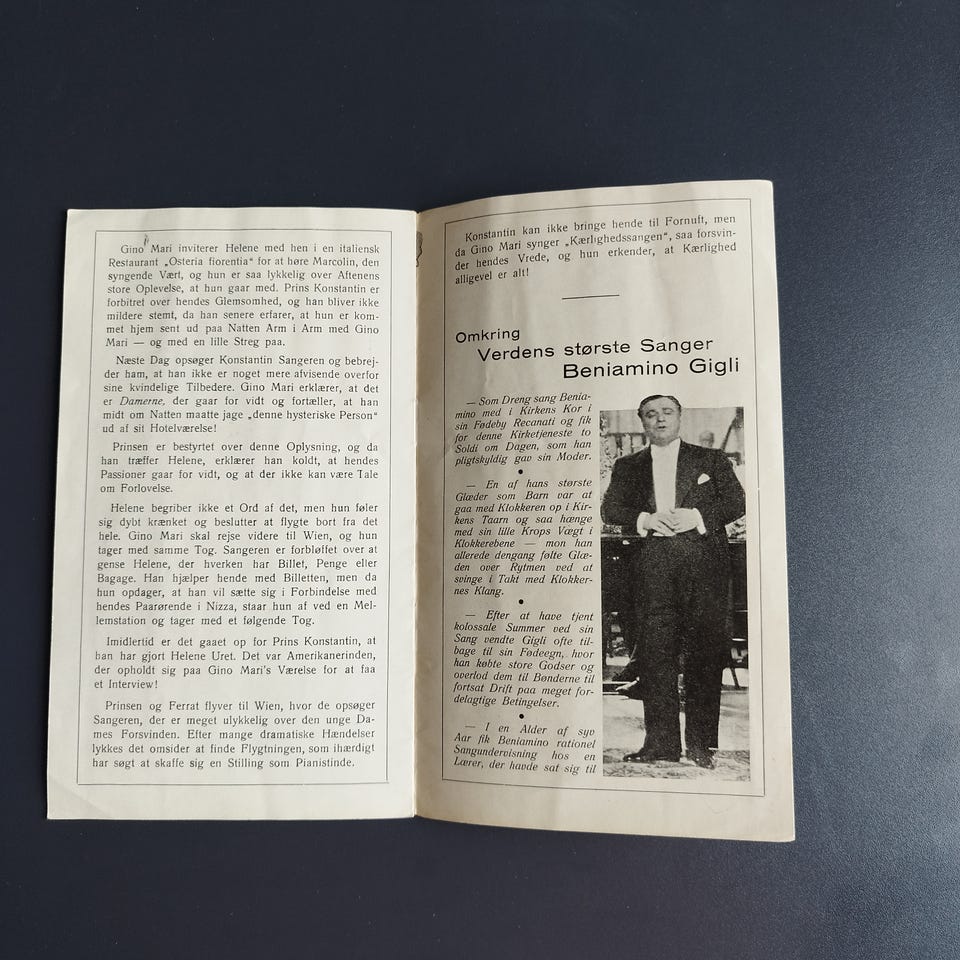 Gino Mari inviterer Helene med hen i en italiensk
Restaurant „Osteria fiorentia" for at høre Marcolin, den
syngende Vært, og hun er saa lykkelig over Aftenens
store Oplevelse, at hun gaar med. Prins Konstantin er
forbitret over hendes Glemsomhed, og han bliver ikke
mildere stemt, da han senere erfarer, at hun er kom-
met hjem sent ud paa Natten Arm i Arm med Gino
Mari — og med en lille Streg paa.
Næste Dag opsøger Konstantin Sangeren og bebrej-
der ham, at han ikke er noget mere afvisende overfor
sine kvindelige Tilbedere. Gino Mari erklærer, at det
er Damerne, der gaar for vidt og fortæller, at han
midt om Natten maatte jage „denne hysteriske Person"
ud af sit Hotelværelse!
Prinsen er bestyrtet over denne Oplysning, og da
han træffer Helene, erklærer han koldt, at hendes
Passioner gaar for vidt, og at der ikke kan være Tale
om Forlovelse.
Helene begriber ikke et Ord af det, men hun føler
sig dybt krænket og beslutter at flygte bort fra det
hele. Gino Mari skal rejse videre til Wien, og hun
tager med samme Tog. Sangeren er forbløffet over at
gense Helene, der hverken har Billet, Penge eller
Bagage. Han hjælper hende med Billetten, men da
hun opdager, at han vil sætte sig i Forbindelse med
hendes Paarørende i Nizza, staar hun af ved en Mel-
lemstation og tager med et følgende Tog.
Imidlertid er det gaaet op for Prins Konstantin, at
han har gjort Helene Uret. Det var Amerikanerinden,
der opholdt sig paa Gino Mari's Værelse for at faa
et Interview!
Prinsen og Ferrat flyver til Wien, hvor de opsøger
Sangeren, der er meget ulykkelig over den unge Da-
mes Forsvinden. Efter mange dramatiske Hændelser
lykkes det omsider at finde Flygtningen, som ihærdigt
har søgt at skaffe sig en Stilling som Pianistinde.
Konstantin kan ikke bringe hende til Fornuft, men
da Gino Mari synger „Kærlighedssangen", saa forsvin-
der hendes Vrede, og hun erkender, at Kærlighed
alligevel er alt!
Omkring
Verdens største Sanger
Beniamino Gigli
— Som Dreng sang Benia-
mino med i Kirkens Kor i
sin Fødeby Recanati og fik
for denne Kirketjeneste to
Soldi om Dagen, som han
pligtskyldig gav sin Moder.
•
— En af hans største
Glæder som Barn var at
gaa med Klokkeren op i Kir-
kens Taarn og saa hænge
med sin lille Krops Vægt i
Klokkerebene — mon han
allerede dengang følte Glæ-
den over Rytmen ved at
svinge i Takt med Klokker-
nes Klang.
•
— Efter at have tjent
kolossale Summer ved sin
Sang vendte Gigli ofte til-
bage til sin Fødeegn, hvor
han købte store Godser og
overlod dem til Bønderne til
fortsat Drift paa meget for-
delagtige Betingelser.
•
— I en Alder af syv
Aar fik Beniamino rationel
Sangundervisning hos en
Lærer, der havde sat sig til